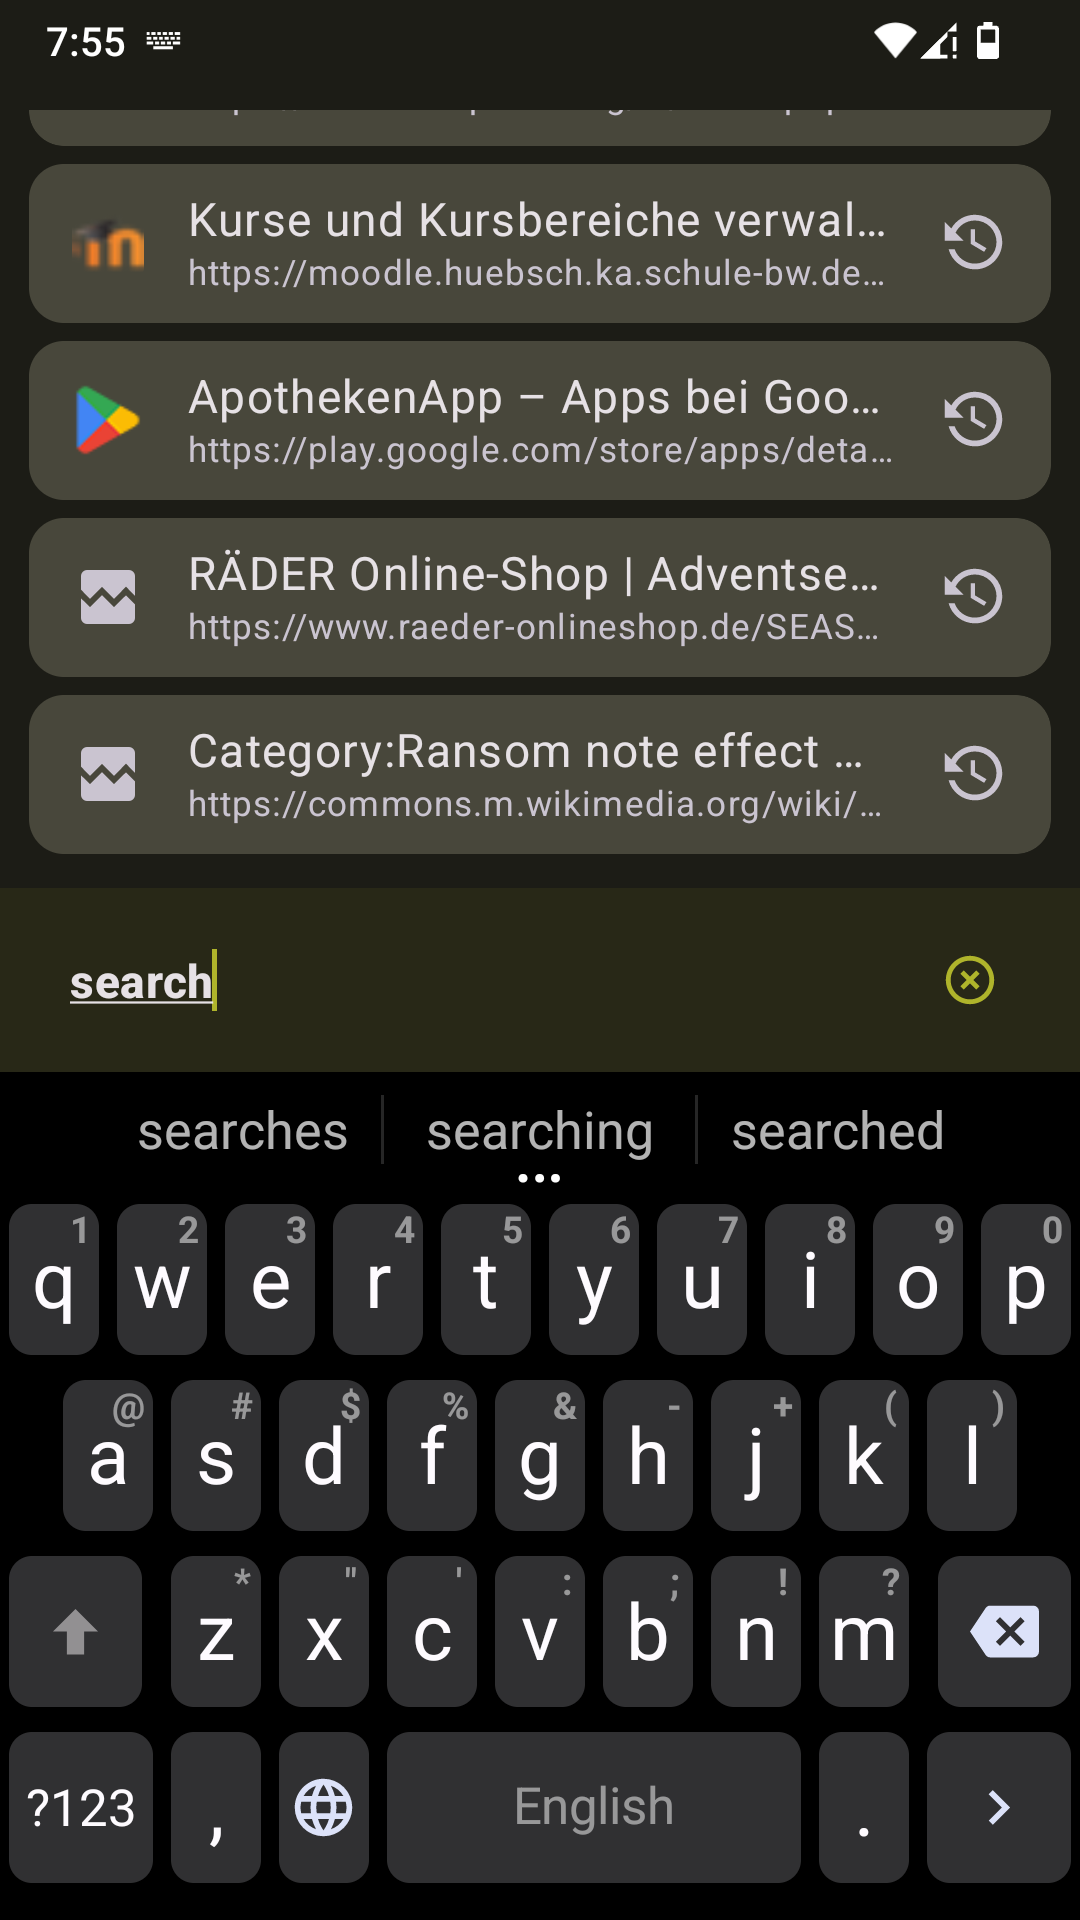 7:55
Kurse und Kursbereiche verwal…
https://moodle.huebsch.ka.schule-bw.de…
ApothekenApp – Apps bei Goo…
https://play.google.com/store/apps/deta…
RÄDER Online-Shop | Adventse…
https://www.raeder-onlineshop.de/SEAS…
Category:Ransom note effect …
https://commons.m.wikimedia.org/wiki/…
search
searches searching searched
1 2 3 4 5 6 7 8 9 0
q w e r t y u i o p
@ # $ % & - + ( )
a s d f g h j k l
* " ' : ; ! ?
z x c v b n m
?123 , English .